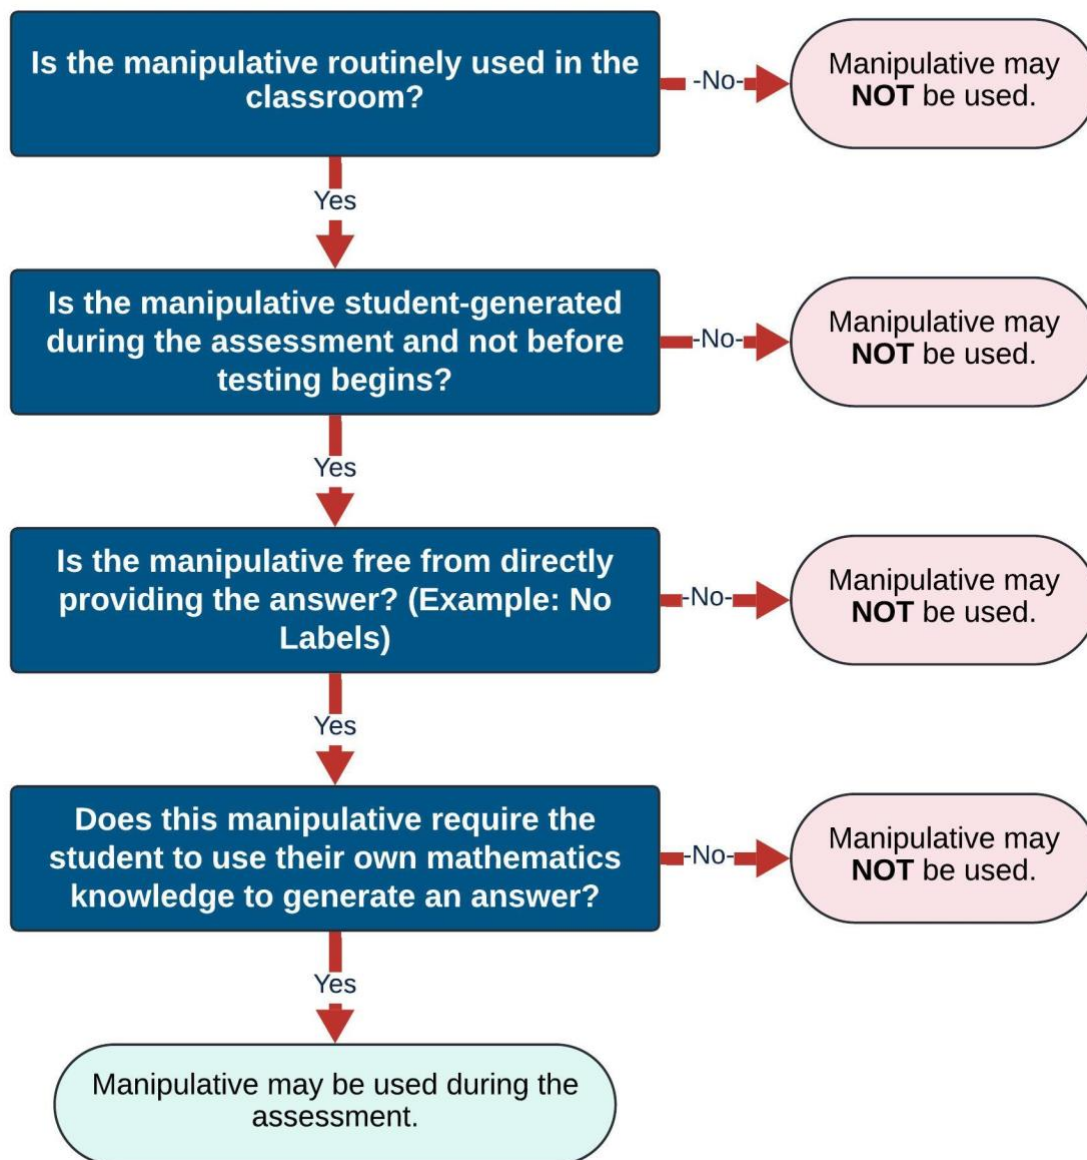 Is the manipulative routinely used in the
classroom?
-No-
Manipulative may
NOT be used.
Yes
Is the manipulative student-generated
during the assessment and not before
testing begins?
-No-
Manipulative may
NOT be used.
Yes
Is the manipulative free from directly
providing the answer? (Example: No
Labels)
-No-
Manipulative may
NOT be used.
Yes
Does this manipulative require the
student to use their own mathematics
knowledge to generate an answer?
-No-
Manipulative may
NOT be used.
Yes
Manipulative may be used during the
assessment.